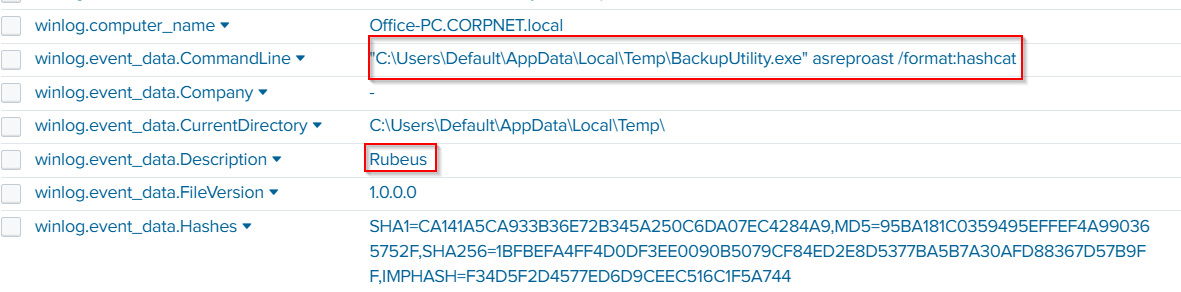 winlog.computer_name Office-PC.CORPNET.local
winlog.event_data.CommandLine "C:\Users\Default\AppData\Local\Temp\BackupUtility.exe" asreproast /format:hashcat
winlog.event_data.Company -
winlog.event_data.CurrentDirectory C:\Users\Default\AppData\Local\Temp\
winlog.event_data.Description Rubeus
winlog.event_data.FileVersion 1.0.0.0
winlog.event_data.Hashes SHA1=CA141A5CA933B36E72B345A250C6DA07EC4284A9,MD5=95BA181C0359495EFFEF4A990365
5752F,SHA256=1BFBEFA4FF4D0DF3EE0090B5079CF84ED2E8D5377BA5B7A30AFD88367D57B9F
F,IMPHASH=F34D5F2D4577ED6D9CEEC516C1F5A744